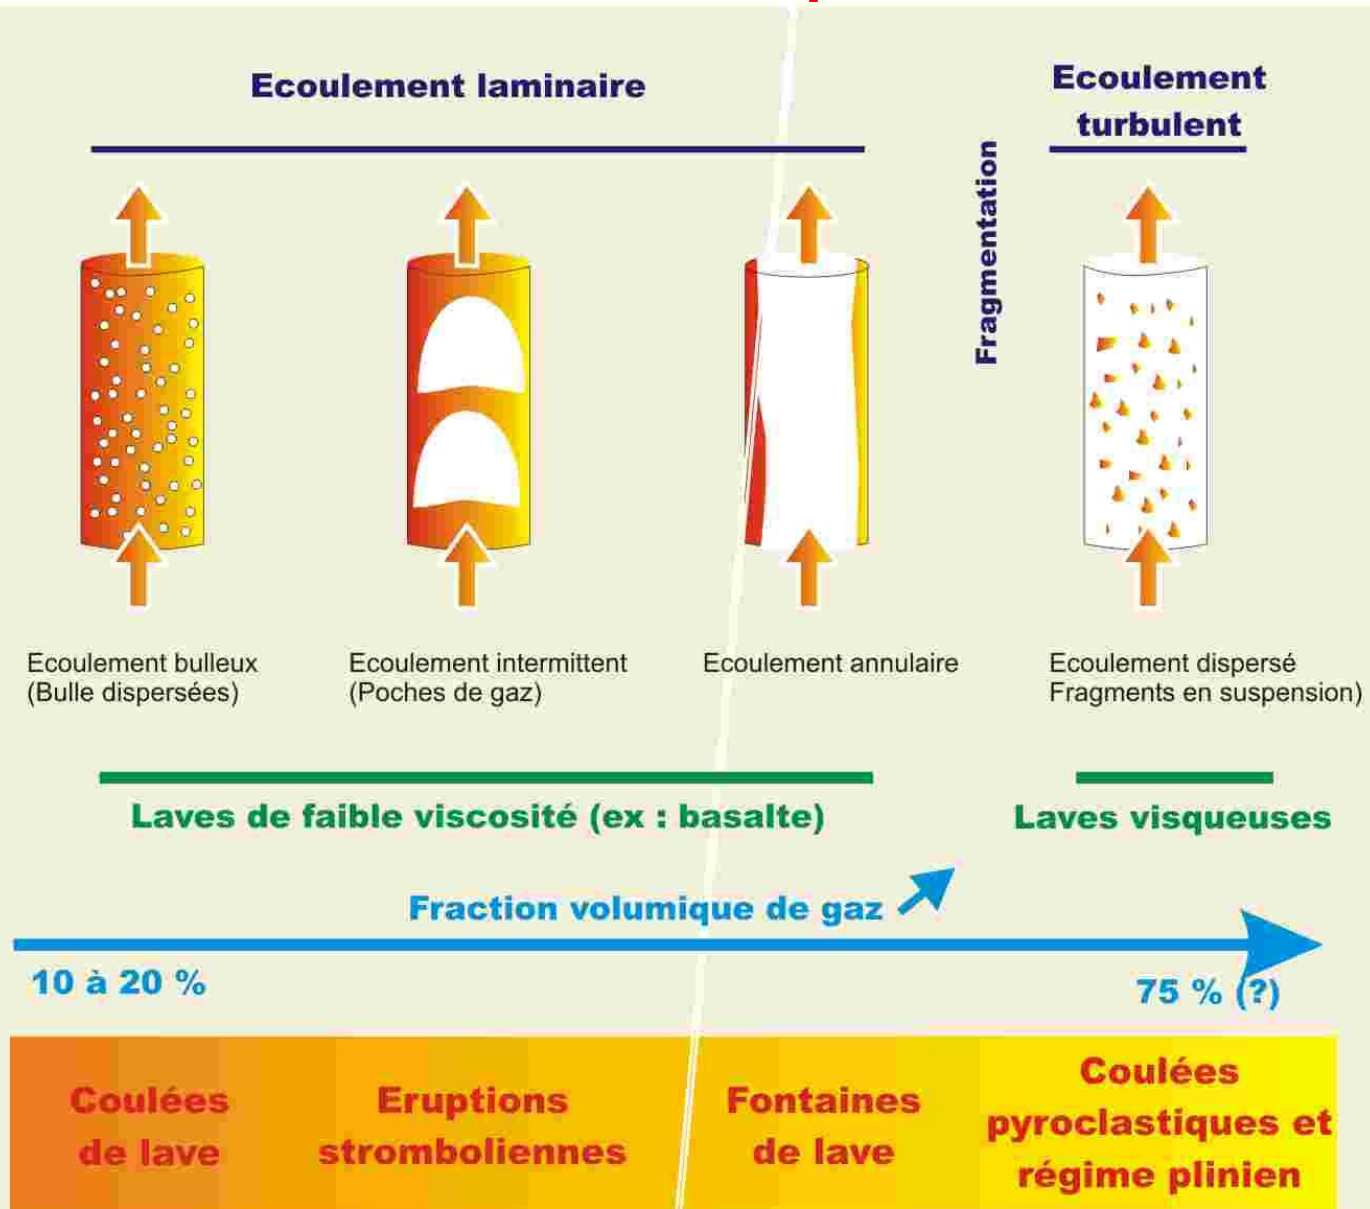 Ecoulement laminaire
Ecoulement
turbulent
Fragmentation
Ecoulement bulleux
(Bulle dispersées)
Ecoulement intermittent
(Poches de gaz)
Ecoulement annulaire
Ecoulement dispersé
Fragments en suspension)
Laves de faible viscosité (ex : basalte)
Laves visqueuses
Fraction volumique de gaz
10 à 20 %
75 % (?)
Coulées
de lave
Eruptions
stromboliennes
Fontaines
de lave
Coulées
pyroclastiques et
régime plinien